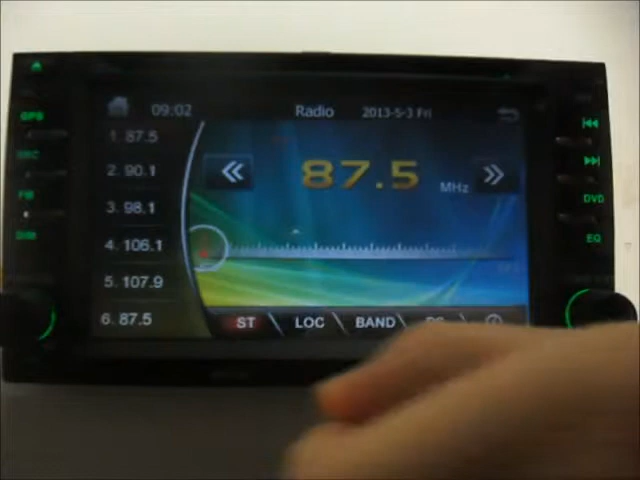 09:02 Radio 2013-5-3 Fri
GPS
FM
DVD
EQ
1. 87.5
2. 90.1
3. 98.1
4. 106.1
5. 107.9
6. 87.5
87.5 MHz
ST LOC BAND